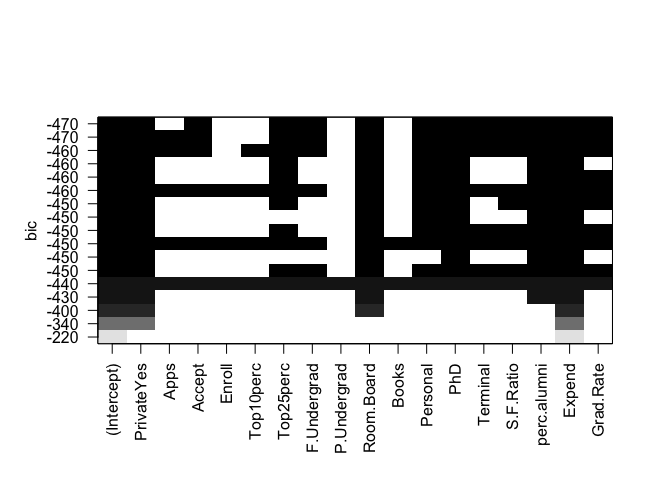 -470
-470
-460
-460
-460
-460
-450
-450
-450
-450
-450
-450
-440
-430
-400
-340
-220
bic
(Intercept)
PrivateYes
Apps
Accept
Enroll
Top10perc
Top25perc
F.Undergrad
P.Undergrad
Room.Board
Books
Personal
PhD
Terminal
S.F.Ratio
perc.alumni
Expend
Grad.Rate